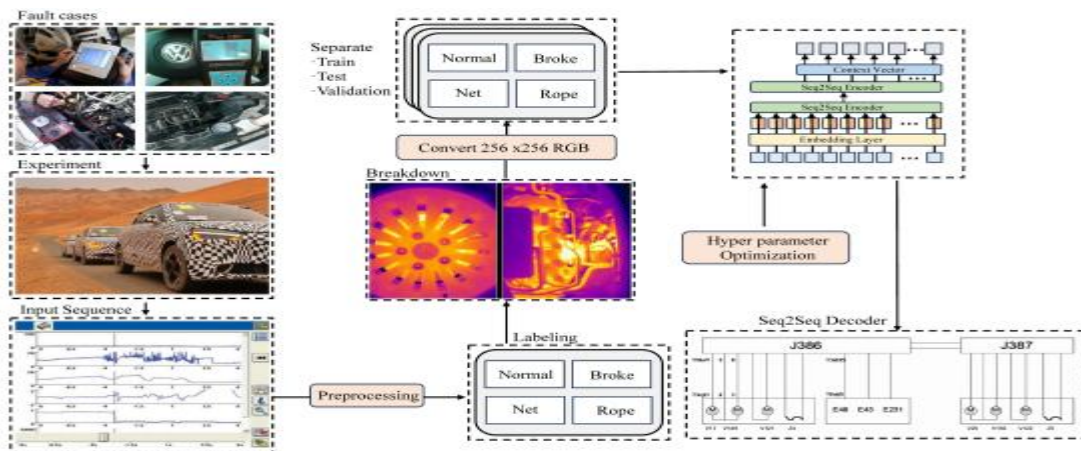 Fault cases
Experiment
Input Sequence
Preprocessing
Labeling
Normal
Broke
Net
Rope
Breakdown
Convert 256 x256 RGB
Separate
-Train
-Test
-Validation
Normal
Broke
Net
Rope
Context Vector
Seq2Seq Encoder
Seq2Seq Encoder
Embedding Layer
Hyper parameter
Optimization
Seq2Seq Decoder
J386
J387
M
M
M
M
M
M
E43